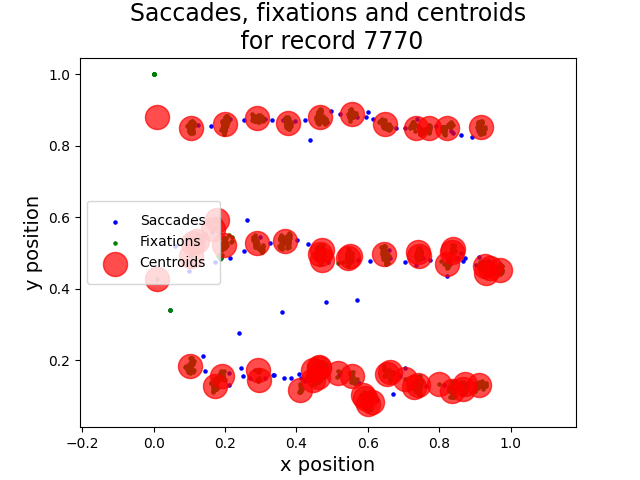 Saccades, fixations and centroids
for record 7770
1.0
0.8
0.6
0.4
0.2
y position
Saccades
Fixations
Centroids
−0.2
0.0
0.2
0.4
0.6
0.8
1.0
x position